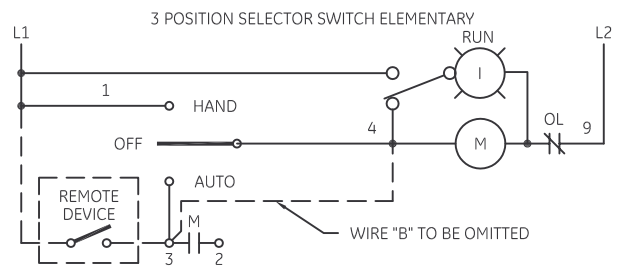 3 POSITION SELECTOR SWITCH ELEMENTARY
L1
RUN
L2
I
1
HAND
OFF
4
M
OL
9
AUTO
REMOTE
DEVICE
M
3
2
WIRE "B" TO BE OMITTED